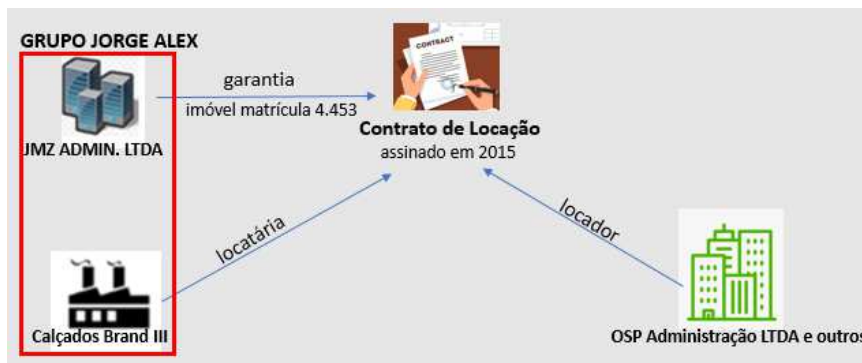 GRUPO JORGE ALEX
garantia
imóvel matrícula 4.453
JMZ ADMIN. LTDA
CONTRACT
Contrato de Locação
assinado em 2015
locatária
locador
Calçados Brand III
OSP Administração LTDA e outros